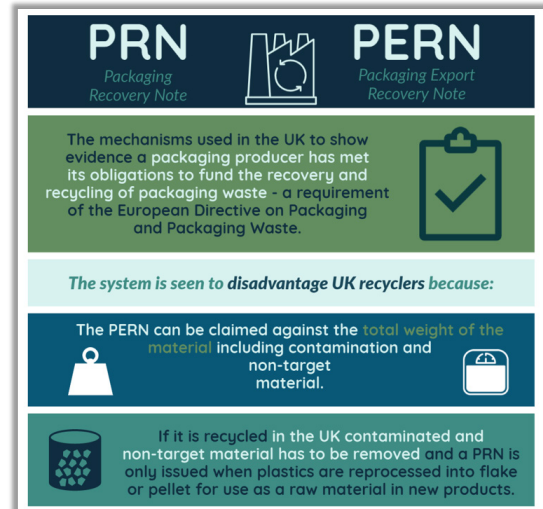 PRN
Packaging
Recovery Note
PERN
Packaging Export
Recovery Note
The mechanisms used in the UK to show
evidence a packaging producer has met
its obligations to fund the recovery and
recycling of packaging waste - a requirement
of the European Directive on Packaging
and Packaging Waste.
The system is seen to disadvantage UK recyclers because:
The PERN can be claimed against the total weight of the
material including contamination and
non-target
material.
If it is recycled in the UK contaminated and
non-target material has to be removed and a PRN is
only issued when plastics are reprocessed into flake
or pellet for use as a raw material in new products.